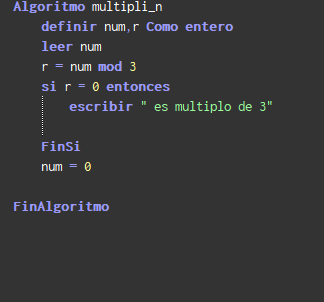 Algoritmo multipli_n
definir num,r Como entero
leer num
r = num mod 3
si r = 0 entonces
escribir " es multiplo de 3"
FinSi
num = 0
FinAlgoritmo